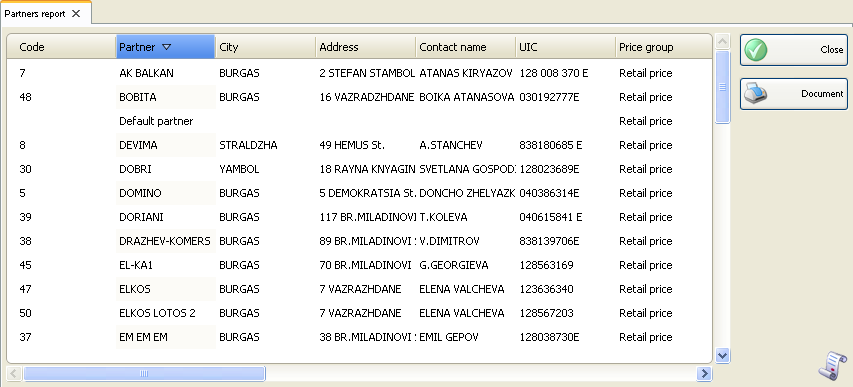 Partners report
Code Partner City Address Contact name UIC Price group
7 AK BALKAN BURGAS 2 STEFAN STAMBOL ATANAS KIRYAZOV 128 008 370 E Retail price
48 BOBITA BURGAS 16 VAZRADZHDANE BOIKA ATANASOVA 030192777E Retail price
Default partner Retail price
8 DEVIMA STRALDZHA 49 HEMUS St. A.STANCHEV 838180685 E Retail price
30 DOBRI YAMBOL 18 RAYNA KNYAGIN SVETLANA GOSPODI 128023689E Retail price
5 DOMINO BURGAS 5 DEMOKRATSIA St. DONCHO ZHELYAZK 040386314E Retail price
39 DORIANI BURGAS 117 BR.MILADINOVI T.KOLEVA 040615841 E Retail price
38 DRAZHEV-KOMERS BURGAS 89 BR.MILADINOVI V.DIMITROV 838139706E Retail price
45 EL-KA1 BURGAS 70 BR.MILADINOVI G.GEORGIEVA 128563169 Retail price
47 ELKOS BURGAS 7 VAZRAZHDANE ELENA VALCHEVA 123636340 Retail price
50 ELKOS LOTOS 2 BURGAS 7 VAZRAZHDANE ELENA VALCHEVA 128567203 Retail price
37 EM EM EM BURGAS 38 BR.MILADINOVI EMIL GEPOV 128038730E Retail price
Close
Document